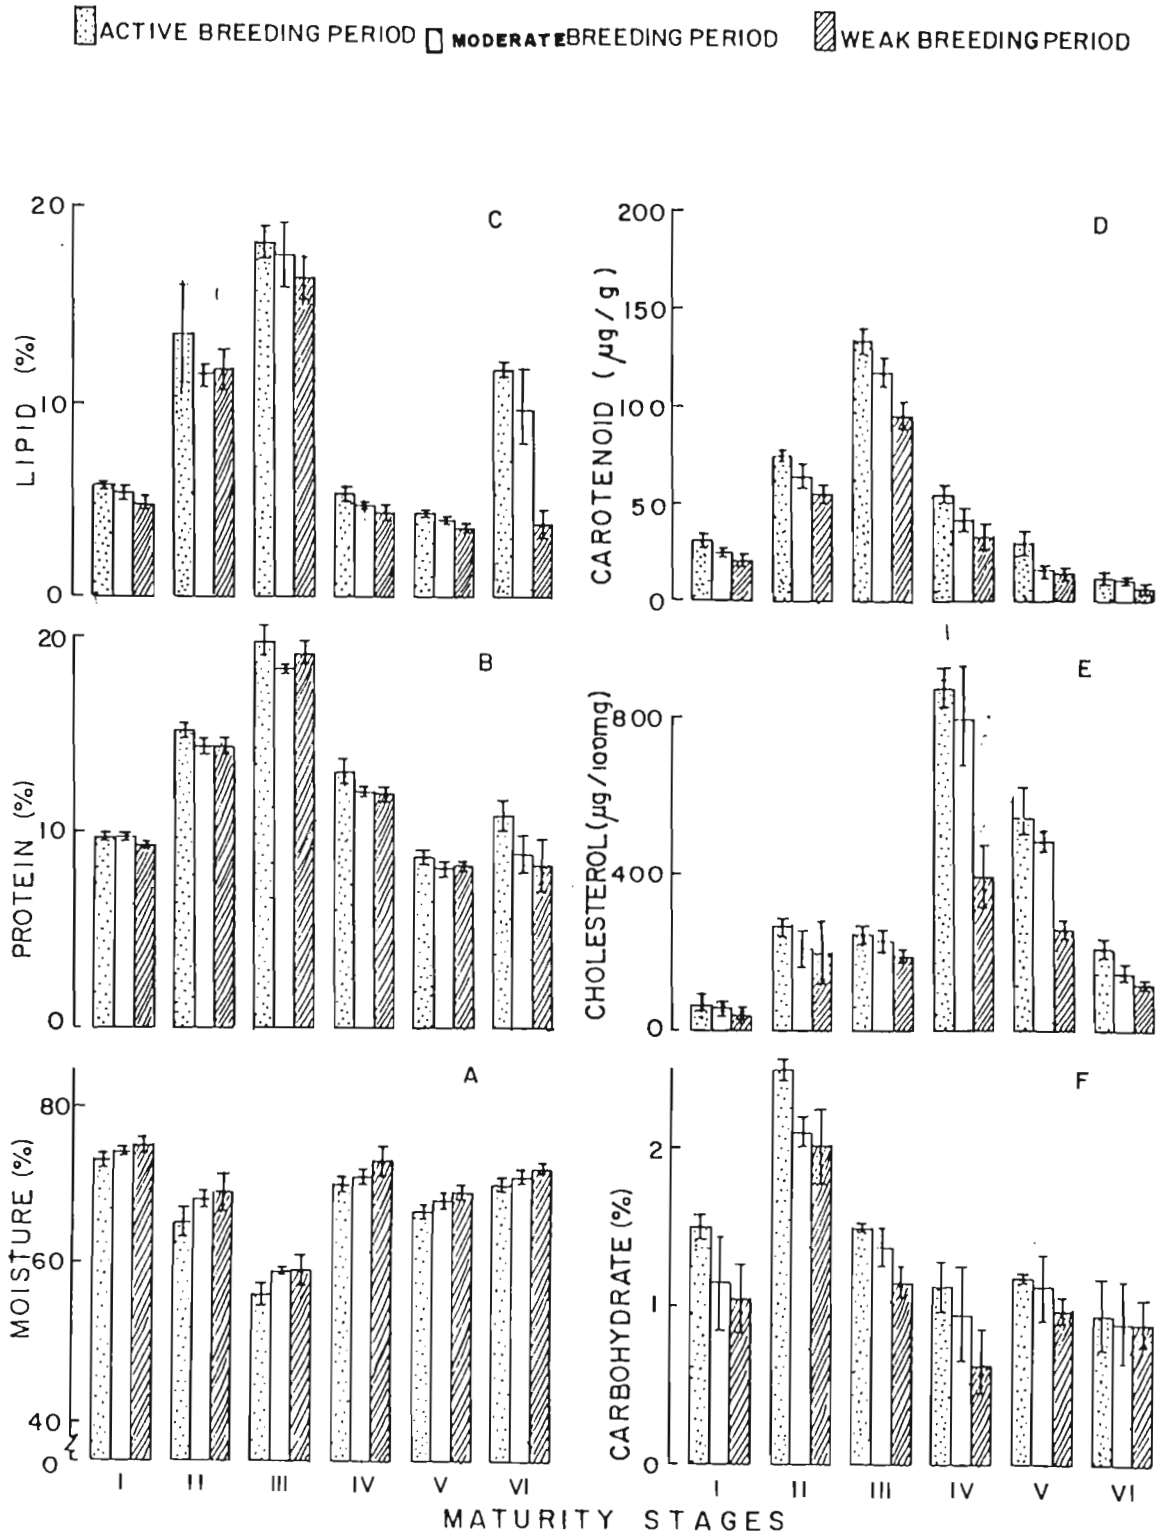 ACTIVE BREEDING PERIOD
MODERATE BREEDING PERIOD
WEAK BREEDING PERIOD
C
20
10
0
LIPID (%)
D
200
150
100
50
0
CAROTENOID (µg/g)
B
20
10
0
PROTEIN (%)
E
800
400
0
CHOLESTEROL (µg/100mg)
A
80
60
40
0
MOISTURE (%)
F
2
1
0
CARBOHYDRATE (%)
I II III IV V VI
I II III IV V VI
MATURITY STAGES